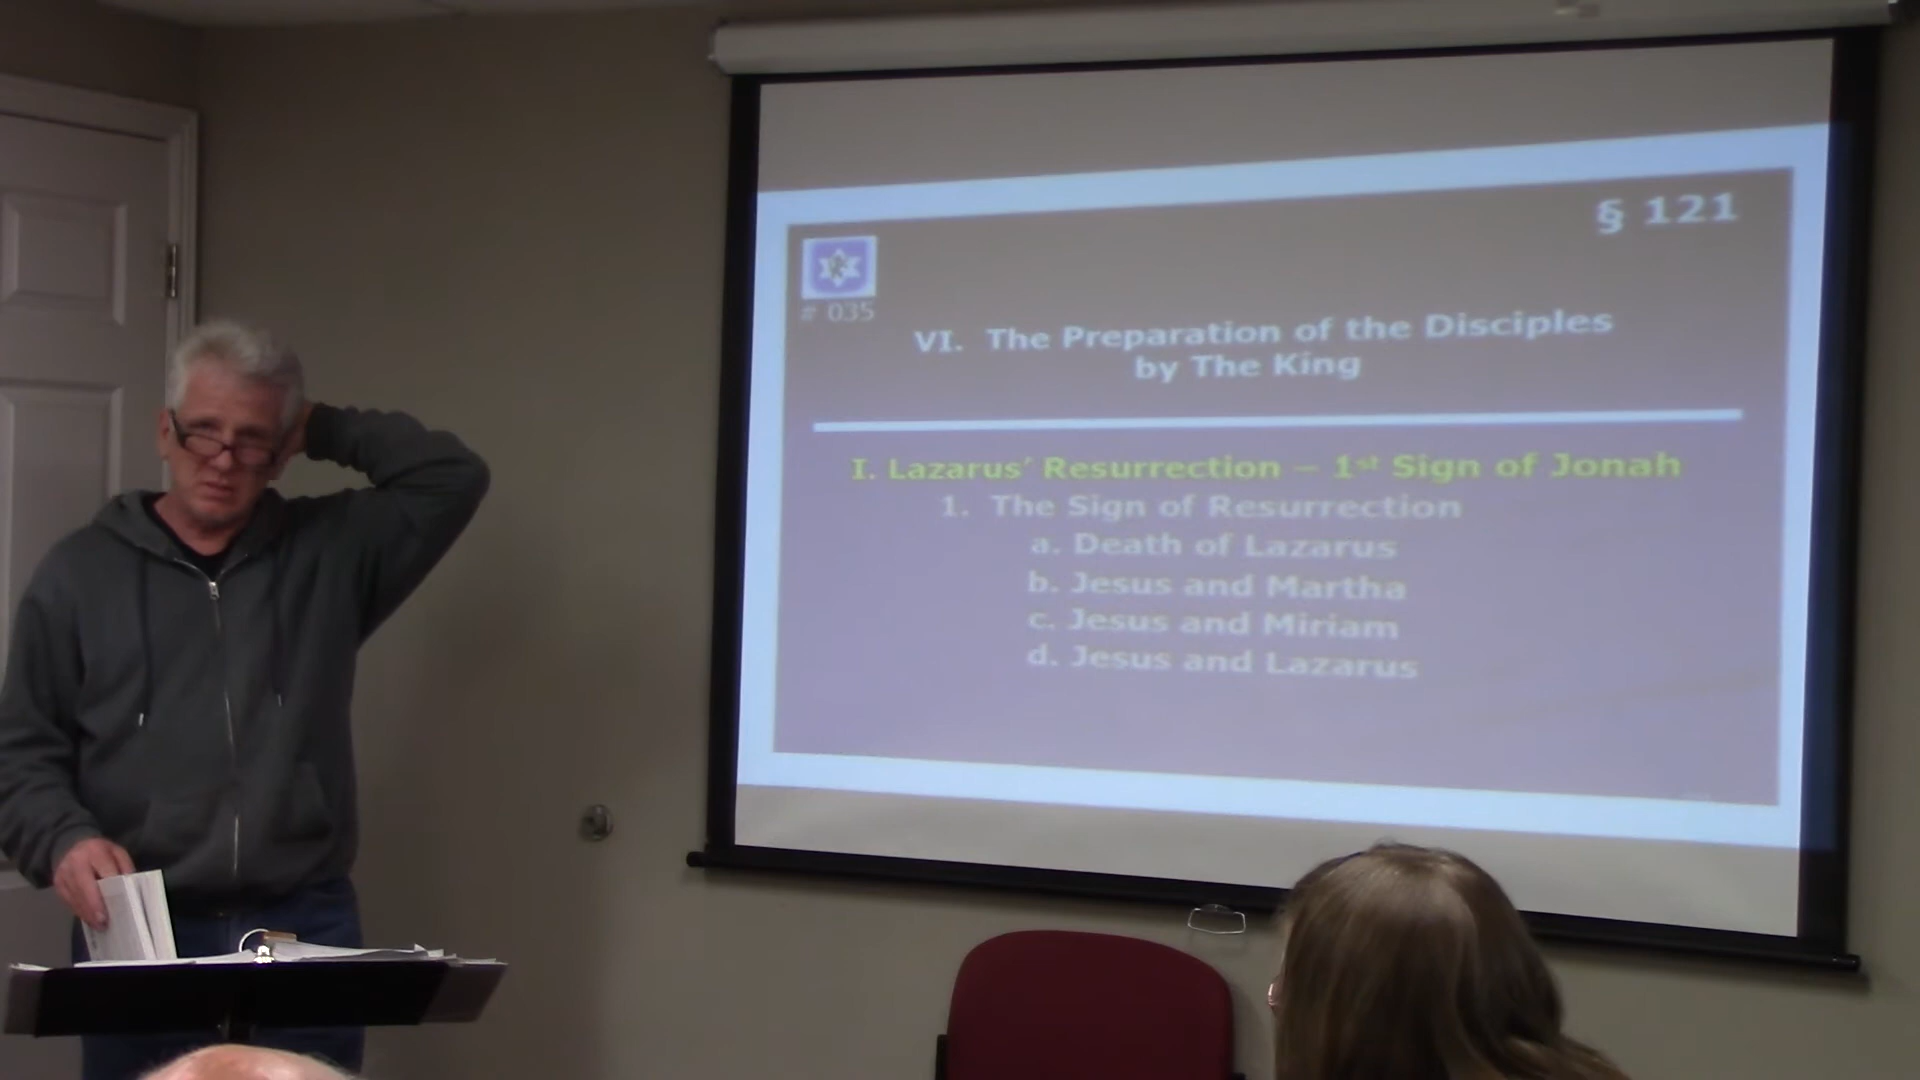 § 121
# 035
VI. The Preparation of the Disciples
by The King
I. Lazarus' Resurrection – 1st Sign of Jonah
1. The Sign of Resurrection
a. Death of Lazarus
b. Jesus and Martha
c. Jesus and Miriam
d. Jesus and Lazarus